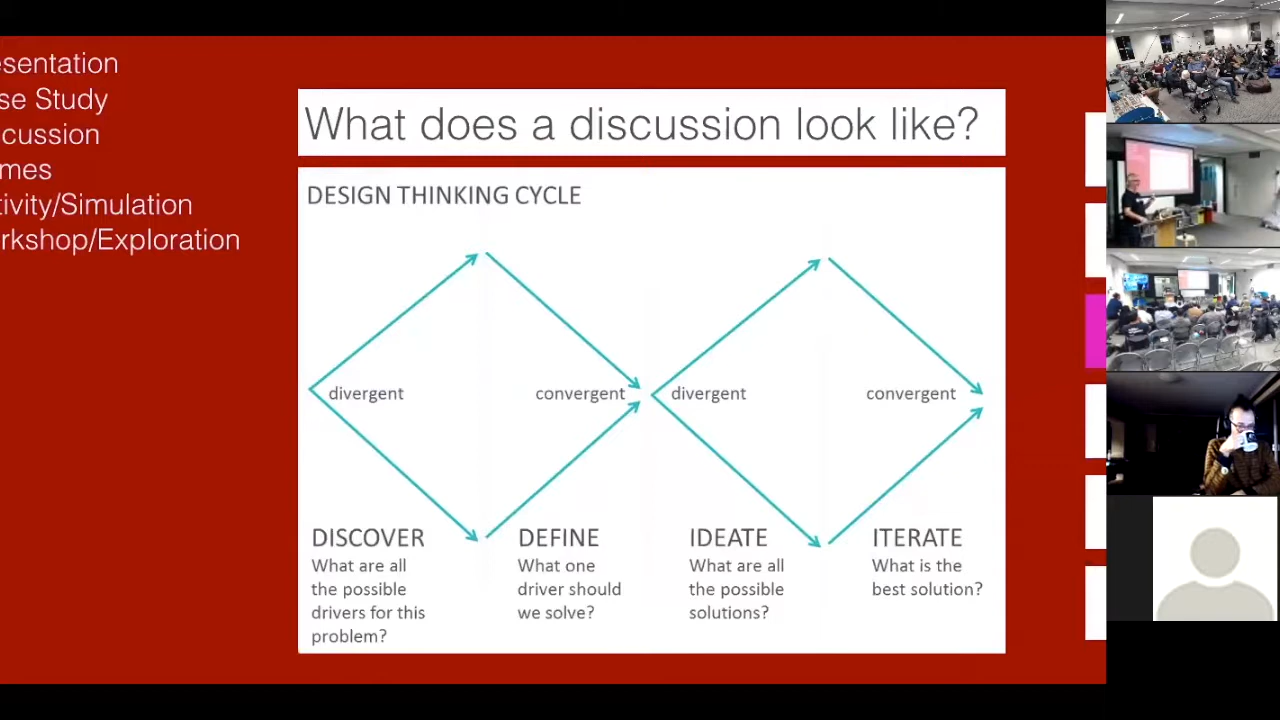 esentation
se Study
cussion
mes
tivity/Simulation
rkshop/Exploration
What does a discussion look like?
DESIGN THINKING CYCLE
divergent
convergent
divergent
convergent
DISCOVER
What are all
the possible
drivers for this
problem?
DEFINE
What one
driver should
we solve?
IDEATE
What are all
the possible
solutions?
ITERATE
What is the
best solution?